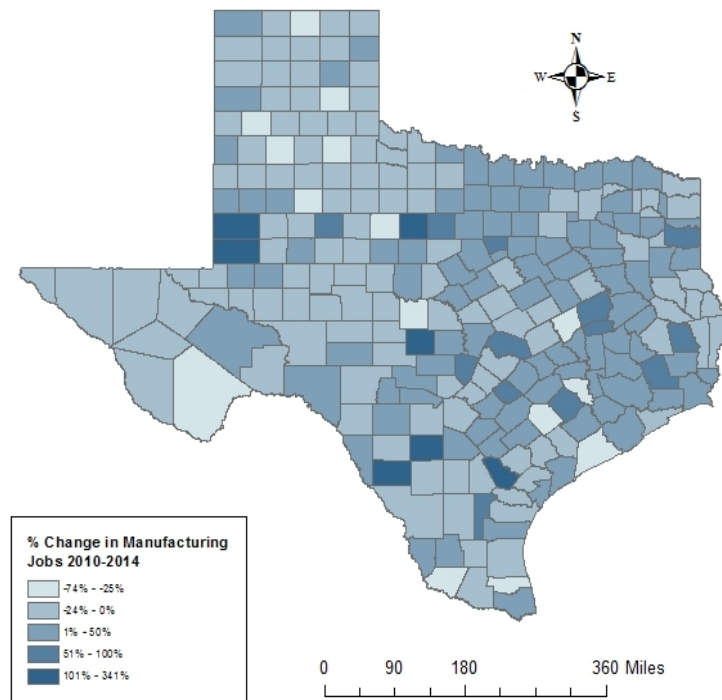 N
W E
S
% Change in Manufacturing
Jobs 2010-2014
-74% - -25%
-24% - 0%
1% - 50%
51% - 100%
101% - 341%
0 90 180 360 Miles